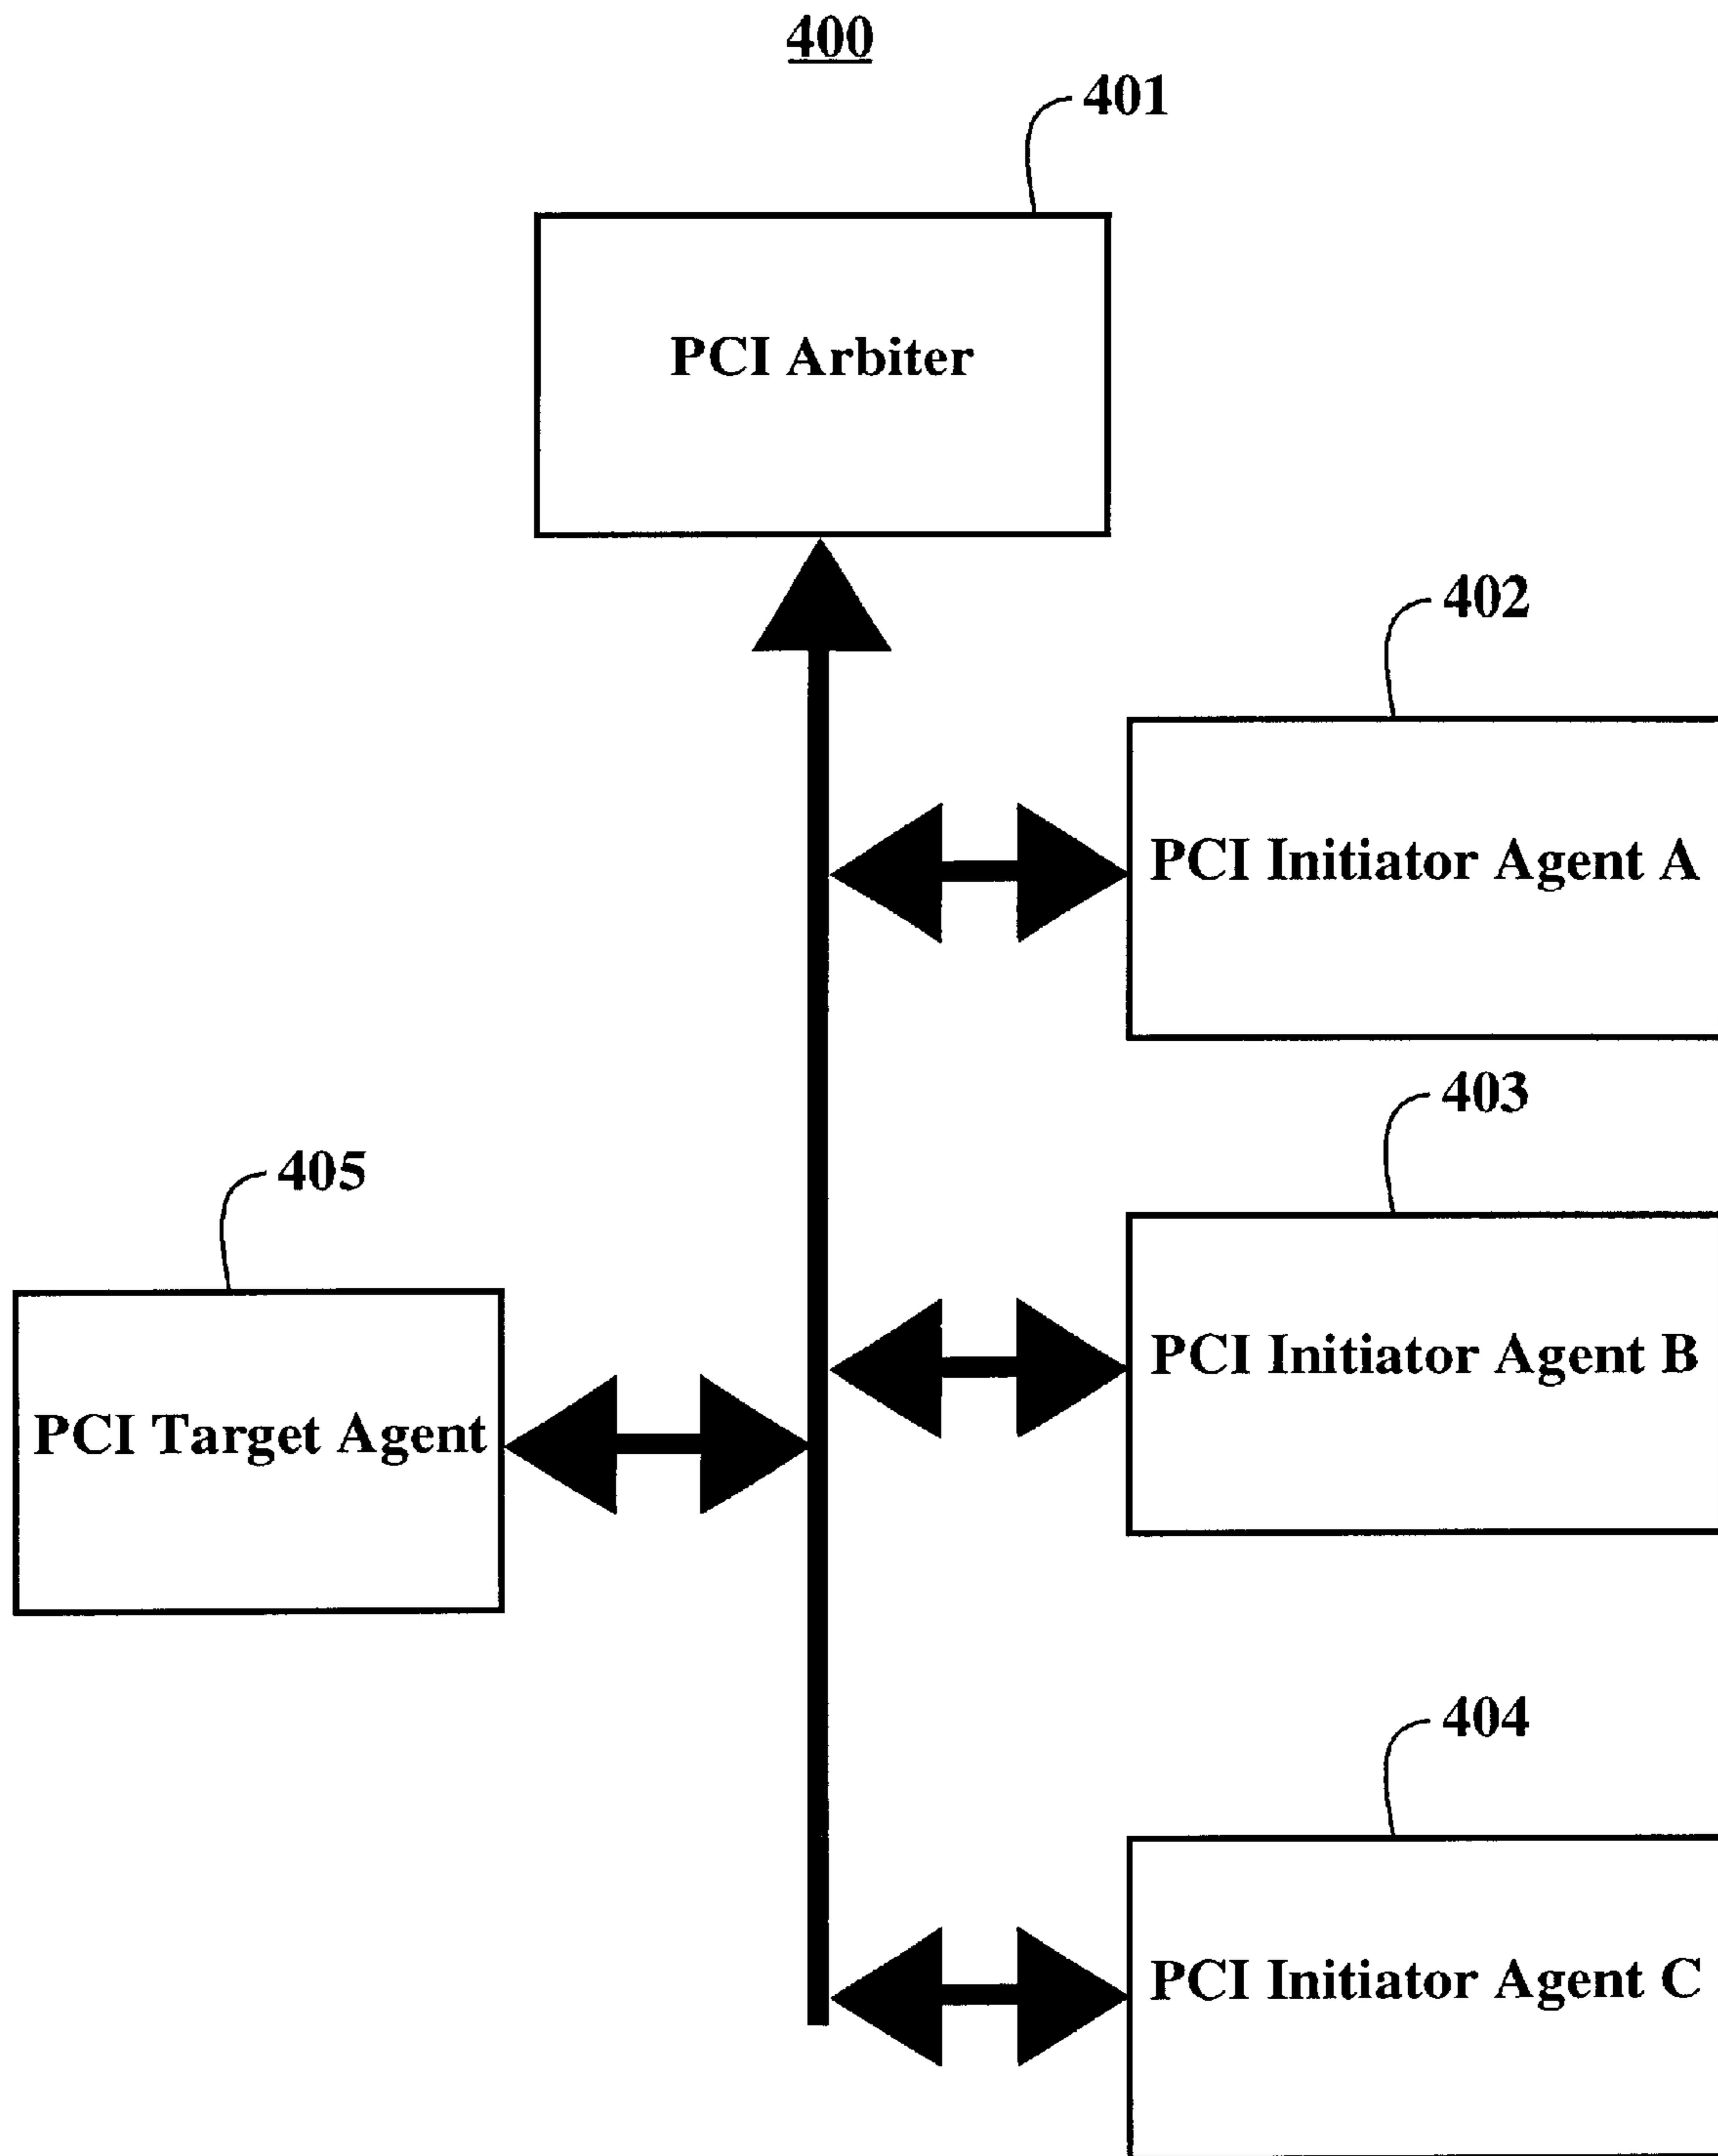 400
401
PCI Arbiter
402
PCI Initiator Agent A
403
405
PCI Initiator Agent B
PCI Target Agent
404
PCI Initiator Agent C